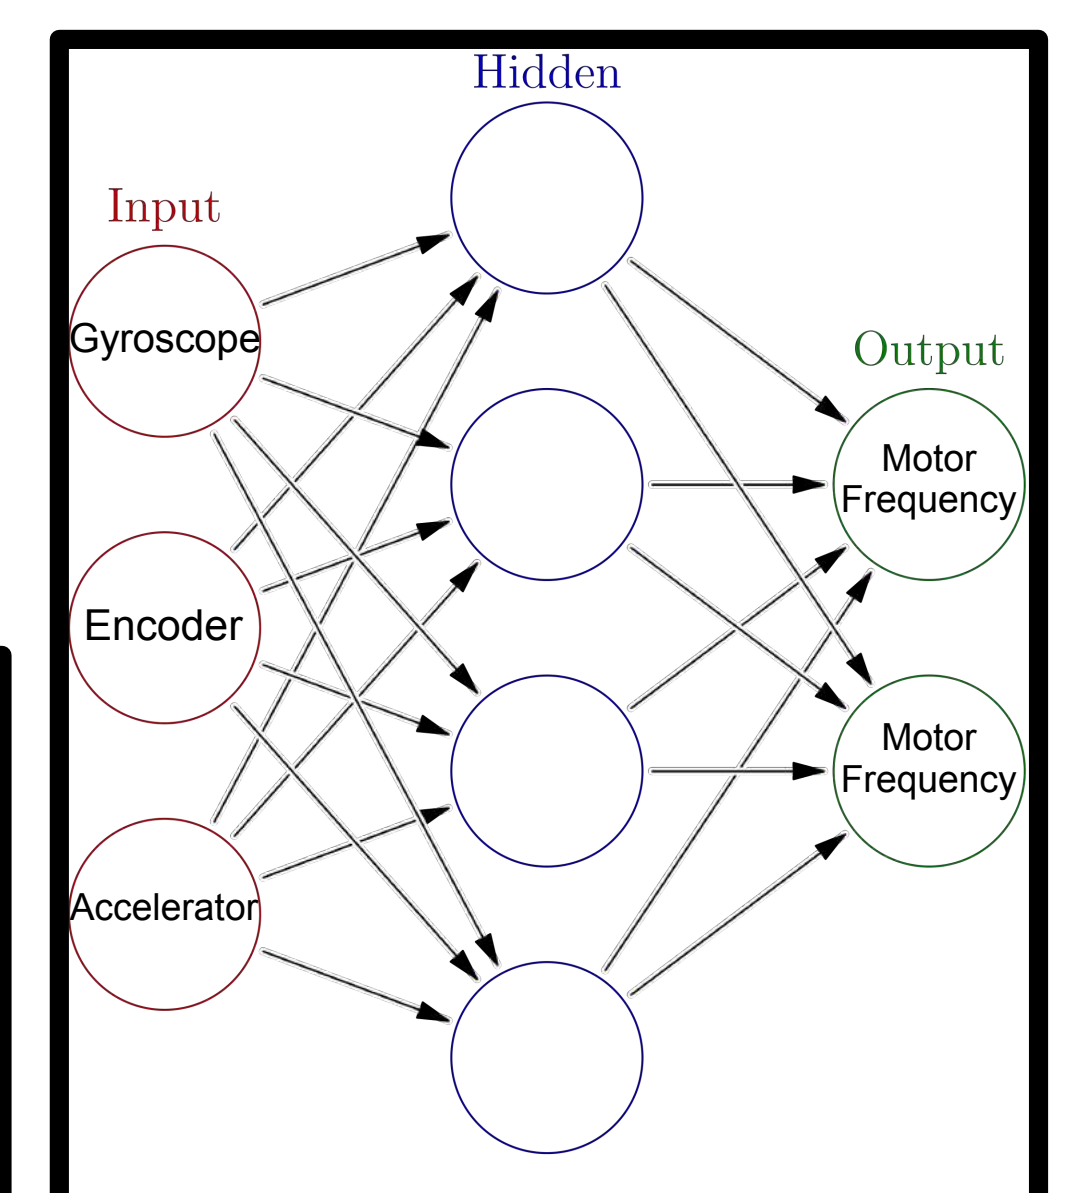 Hidden
Input
Gyroscope
Output
Motor
Frequency
Encoder
Motor
Frequency
Accelerator